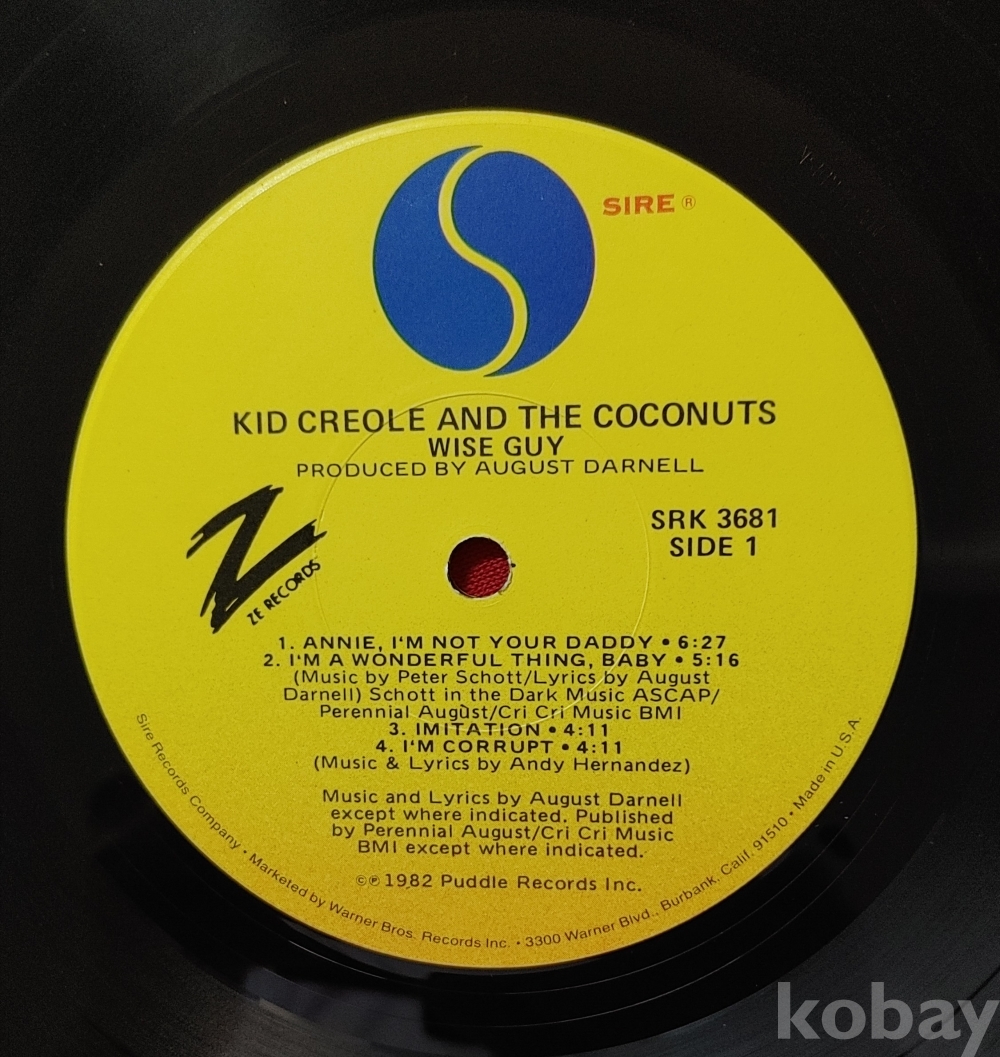 SIRE ®
KID CREOLE AND THE COCONUTS
WISE GUY
PRODUCED BY AUGUST DARNELL
Z
ZE RECORDS
SRK 3681
SIDE 1
1. ANNIE, I'M NOT YOUR DADDY • 6:27
2. I'M A WONDERFUL THING, BABY • 5:16
(Music by Peter Schott/Lyrics by August
Darnell) Schott in the Dark Music ASCAP/
Perennial August/Cri Cri Music BMI
3. IMITATION • 4:11
4. I'M CORRUPT • 4:11
(Music & Lyrics by Andy Hernandez)
Music and Lyrics by August Darnell
except where indicated. Published
by Perennial August/Cri Cri Music
BMI except where indicated.
©℗ 1982 Puddle Records Inc.
Sire Records Company • Marketed by Warner Bros. Records Inc. • 3300 Warner Blvd., Burbank, Calif. 91510 • Made in U.S.A.
kobay